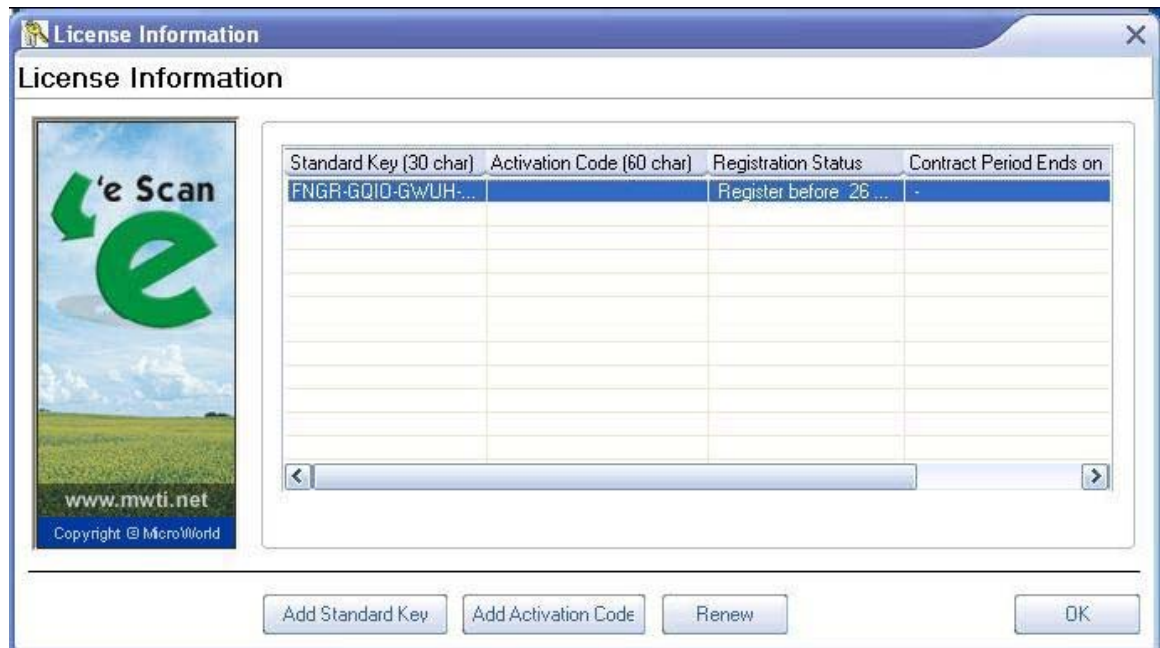 License Information
License Information
'e Scan
e
www.mwti.net
Copyright © MicroWorld
Standard Key (30 char) Activation Code (60 char) Registration Status Contract Period Ends on
FNGR-GQIO-GWUH-... Register before 26 ... -
Add Standard Key Add Activation Code Renew OK